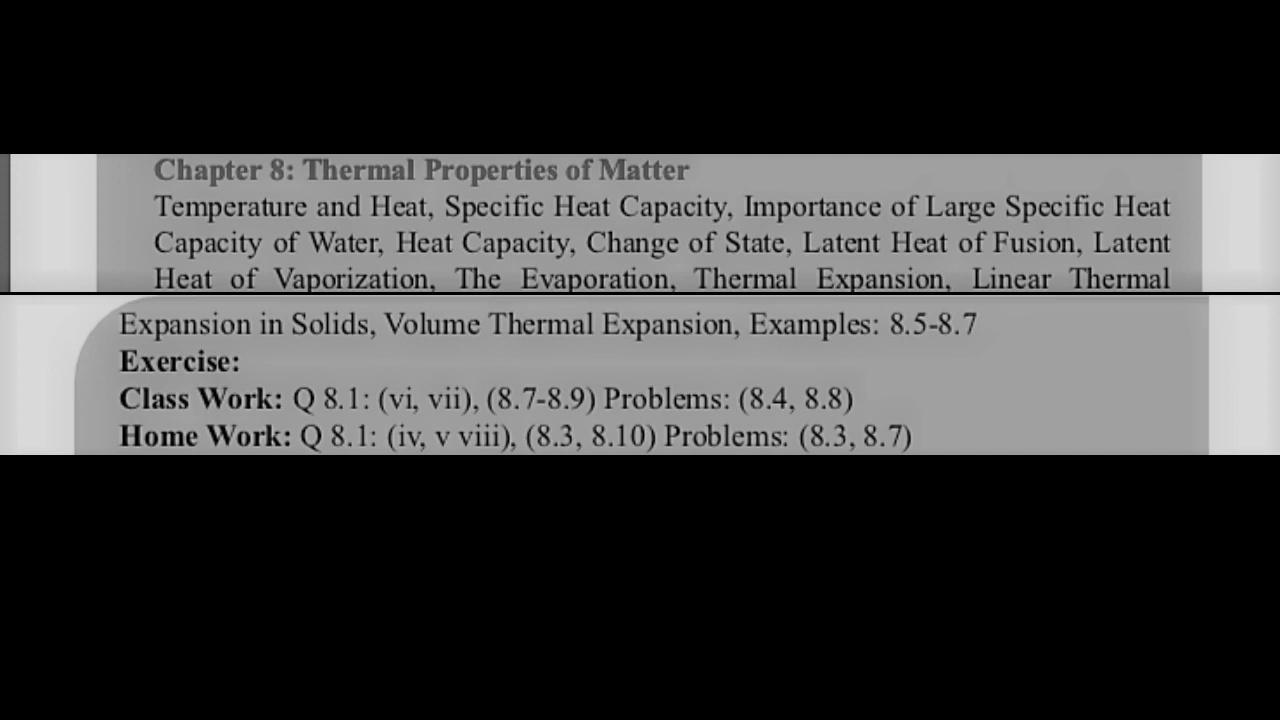 Chapter 8: Thermal Properties of Matter
Temperature and Heat, Specific Heat Capacity, Importance of Large Specific Heat
Capacity of Water, Heat Capacity, Change of State, Latent Heat of Fusion, Latent
Heat of Vaporization, The Evaporation, Thermal Expansion, Linear Thermal
Expansion in Solids, Volume Thermal Expansion, Examples: 8.5-8.7
Exercise:
Class Work: Q 8.1: (vi, vii), (8.7-8.9) Problems: (8.4, 8.8)
Home Work: Q 8.1: (iv, v viii), (8.3, 8.10) Problems: (8.3, 8.7)